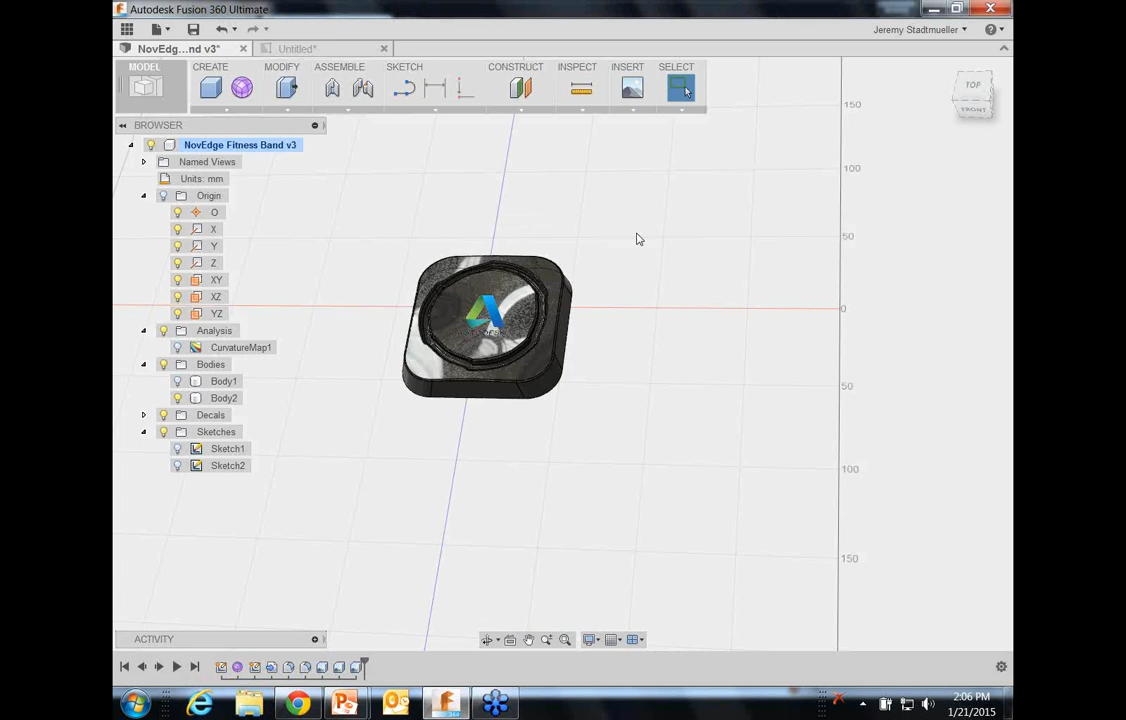 Autodesk Fusion 360 Ultimate
Jeremy Stadtmueller
NovEdg...nd v3*
Untitled*
MODEL
CREATE
MODIFY
ASSEMBLE
SKETCH
CONSTRUCT
INSPECT
INSERT
SELECT
BROWSER
NovEdge Fitness Band v3
Named Views
Units: mm
Origin
O
X
Y
Z
XY
XZ
YZ
Analysis
CurvatureMap1
Bodies
Body1
Body2
Decals
Sketches
Sketch1
Sketch2
TOP
FRONT
150
100
50
0
50
100
150
AUTODESK
ACTIVITY
2:06 PM
1/21/2015